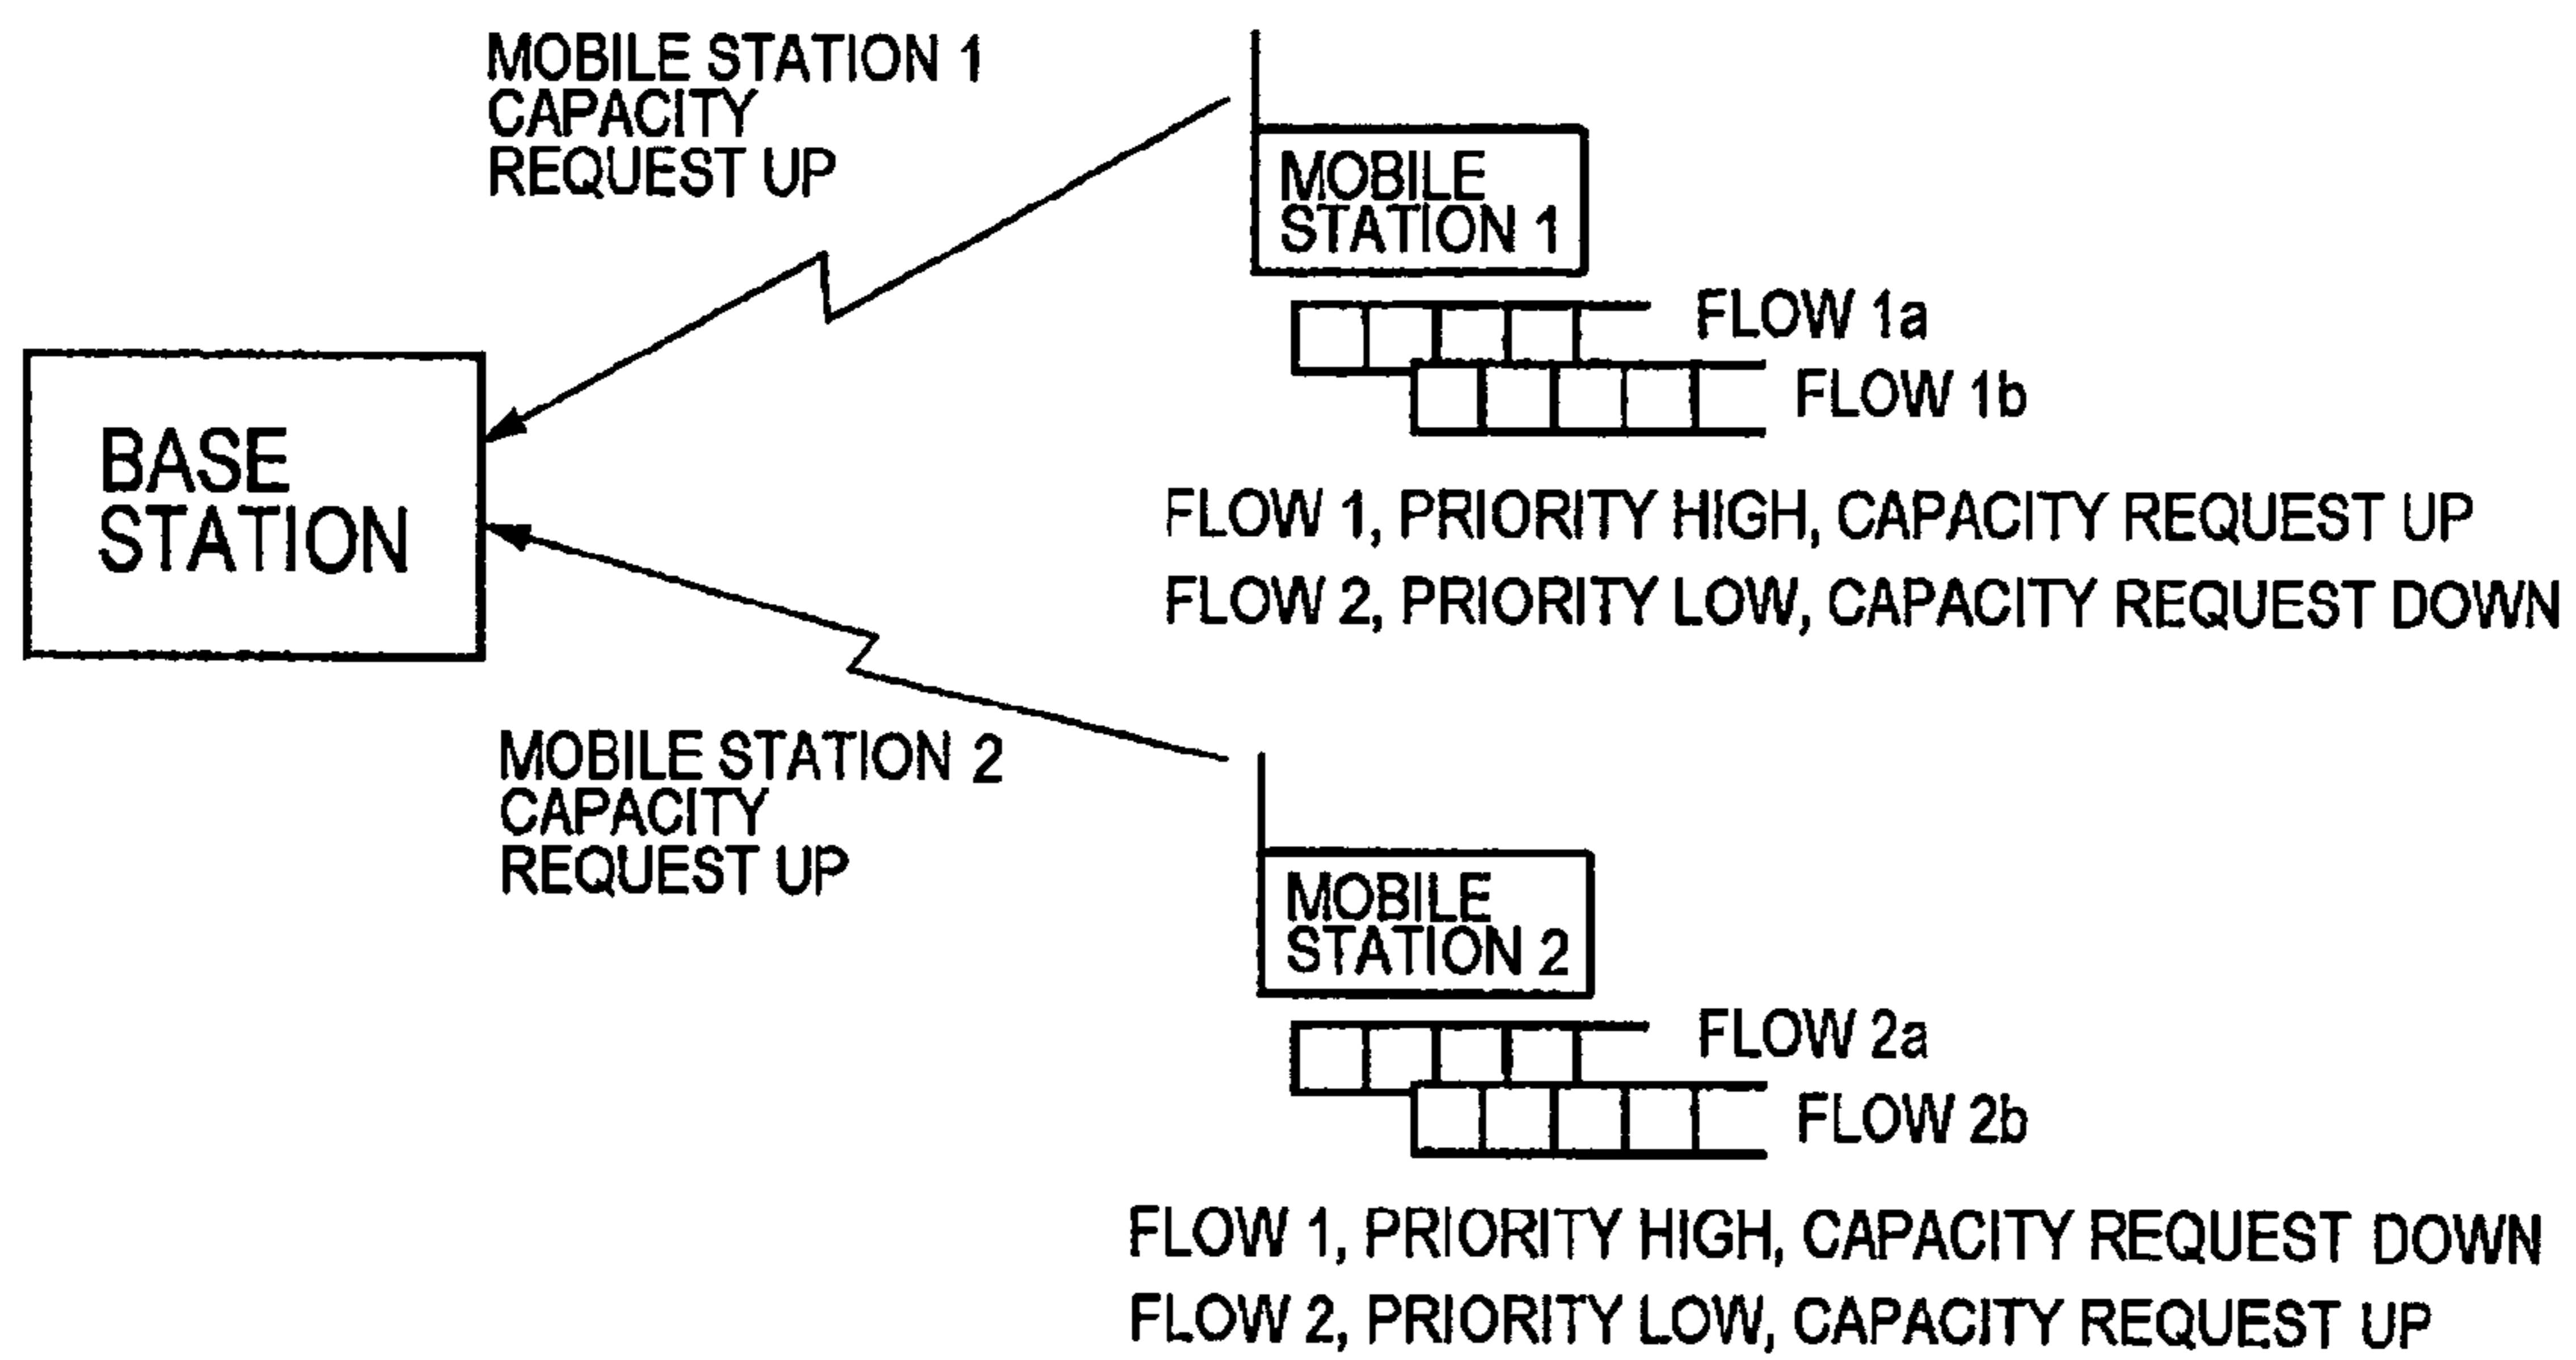 MOBILE STATION 1
CAPACITY
REQUEST UP
MOBILE
STATION 1
FLOW 1a
FLOW 1b
BASE
STATION
FLOW 1, PRIORITY HIGH, CAPACITY REQUEST UP
FLOW 2, PRIORITY LOW, CAPACITY REQUEST DOWN
MOBILE STATION 2
CAPACITY
REQUEST UP
MOBILE
STATION 2
FLOW 2a
FLOW 2b
FLOW 1, PRIORITY HIGH, CAPACITY REQUEST DOWN
FLOW 2, PRIORITY LOW, CAPACITY REQUEST UP